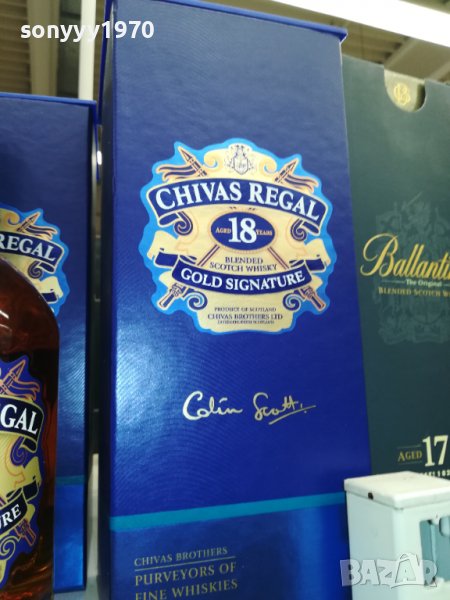 sonyyy1970
CHIVAS REGAL
AGED 18 YEARS
BLENDED
SCOTCH WHISKY
GOLD SIGNATURE
PRODUCT OF SCOTLAND
CHIVAS BROTHERS LTD
Colin Scott.
CHIVAS BROTHERS
PURVEYORS OF
FINE WHISKIES
REGAL
REGAL
URE
Ballantin
The Original
BLENDED SCOTCH W
AGED 17
BAZAR